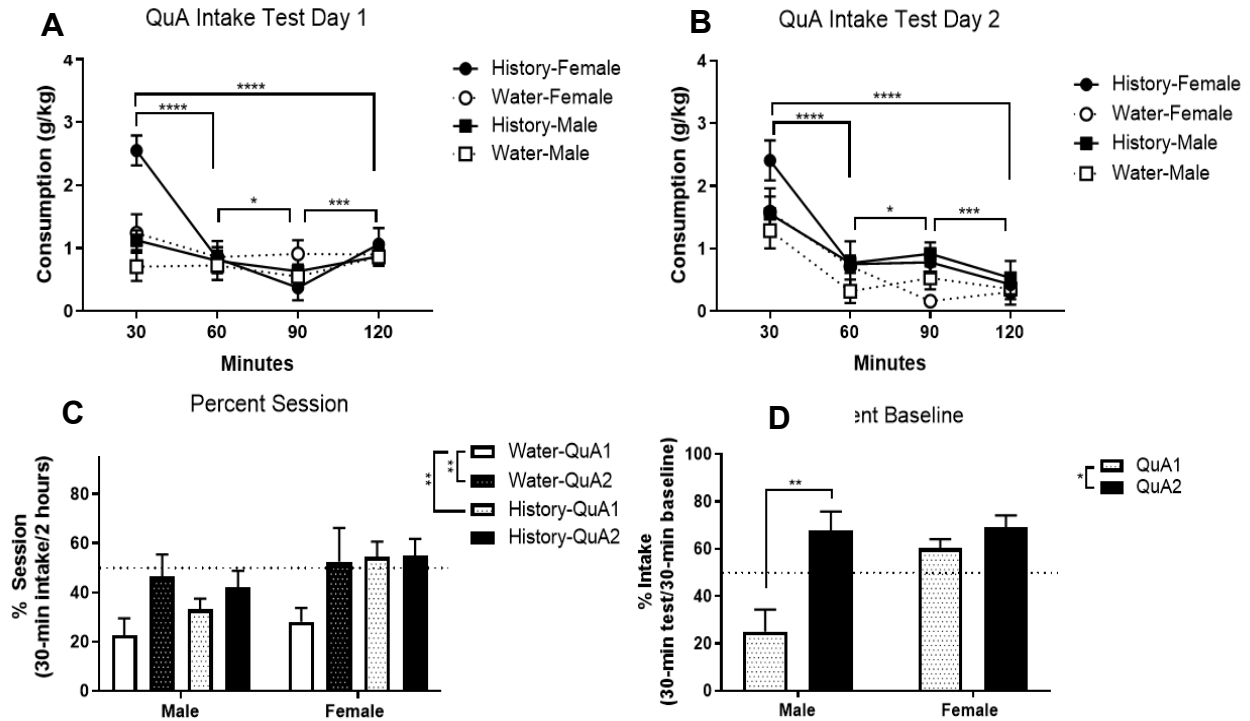 A
QuA Intake Test Day 1
Consumption (g/kg)
4
3
2
1
0
30 60 90 120
Minutes
****
****
*
***
History-Female
Water-Female
History-Male
Water-Male
B
QuA Intake Test Day 2
Consumption (g/kg)
4
3
2
1
0
30 60 90 120
Minutes
****
****
*
***
History-Female
Water-Female
History-Male
Water-Male
C
Percent Session
% Session
(30-min intake/2 hours)
80
60
40
20
0
Male Female
**
**
Water-QuA1
Water-QuA2
History-QuA1
History-QuA2
D
ent Baseline
% Intake
(30-min test/30-min baseline)
100
80
60
40
20
0
**
Male Female
*
QuA1
QuA2